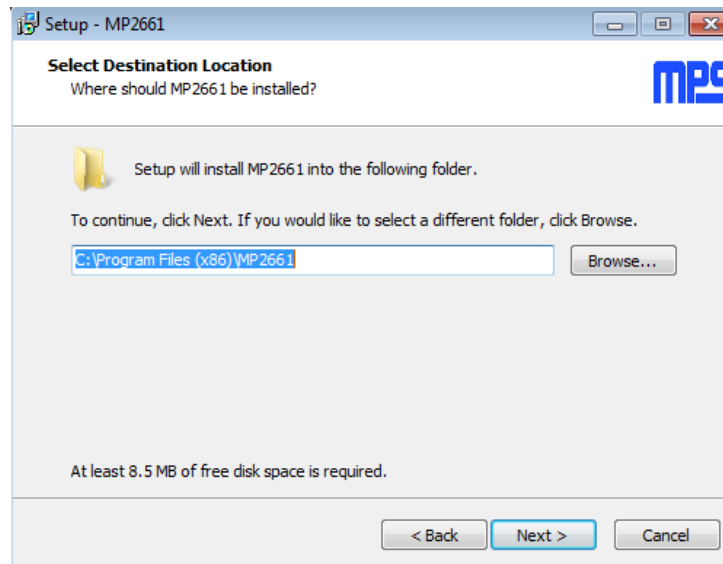 Setup - MP2661
Select Destination Location
Where should MP2661 be installed?
mps
Setup will install MP2661 into the following folder.
To continue, click Next. If you would like to select a different folder, click Browse.
C:\Program Files (x86)\MP2661
Browse...
At least 8.5 MB of free disk space is required.
< Back
Next >
Cancel